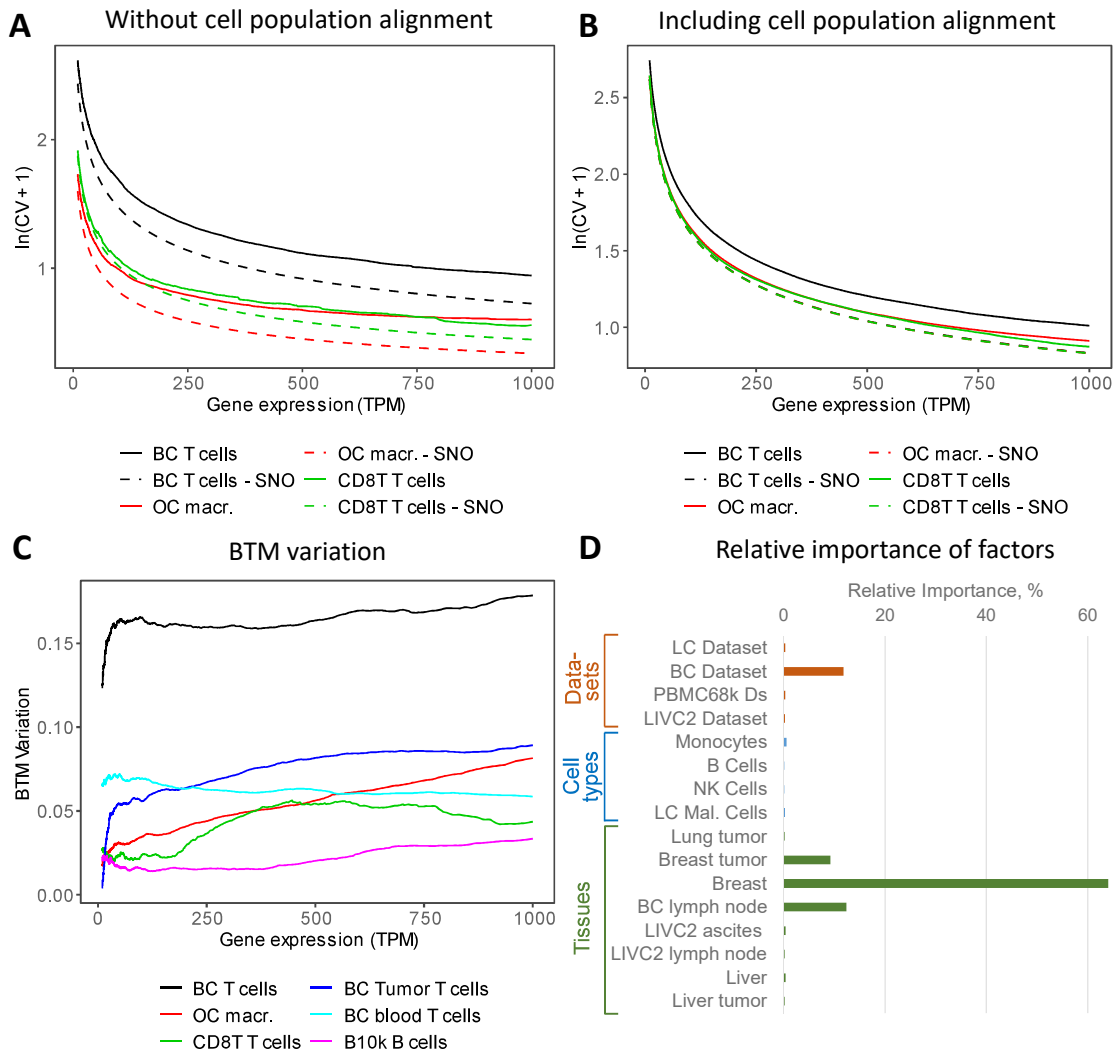 A
Without cell population alignment
2
1
ln(CV + 1)
0
250
500
750
1000
Gene expression (TPM)
BC T cells
OC macr. - SNO
BC T cells - SNO
CD8T T cells
OC macr.
CD8T T cells - SNO
B
Including cell population alignment
2.5
2.0
1.5
1.0
ln(CV + 1)
0
250
500
750
1000
Gene expression (TPM)
BC T cells
OC macr. - SNO
BC T cells - SNO
CD8T T cells
OC macr.
CD8T T cells - SNO
C
BTM variation
0.15
0.10
0.05
0.00
BTM Variation
0
250
500
750
1000
Gene expression (TPM)
BC T cells
BC Tumor T cells
OC macr.
BC blood T cells
CD8T T cells
B10k B cells
D
Relative importance of factors
Relative Importance, %
0
20
40
60
Data-
sets
LC Dataset
BC Dataset
PBMC68k Ds
LIVC2 Dataset
Cell
types
Monocytes
B Cells
NK Cells
LC Mal. Cells
Tissues
Lung tumor
Breast tumor
Breast
BC lymph node
LIVC2 ascites
LIVC2 lymph node
Liver
Liver tumor